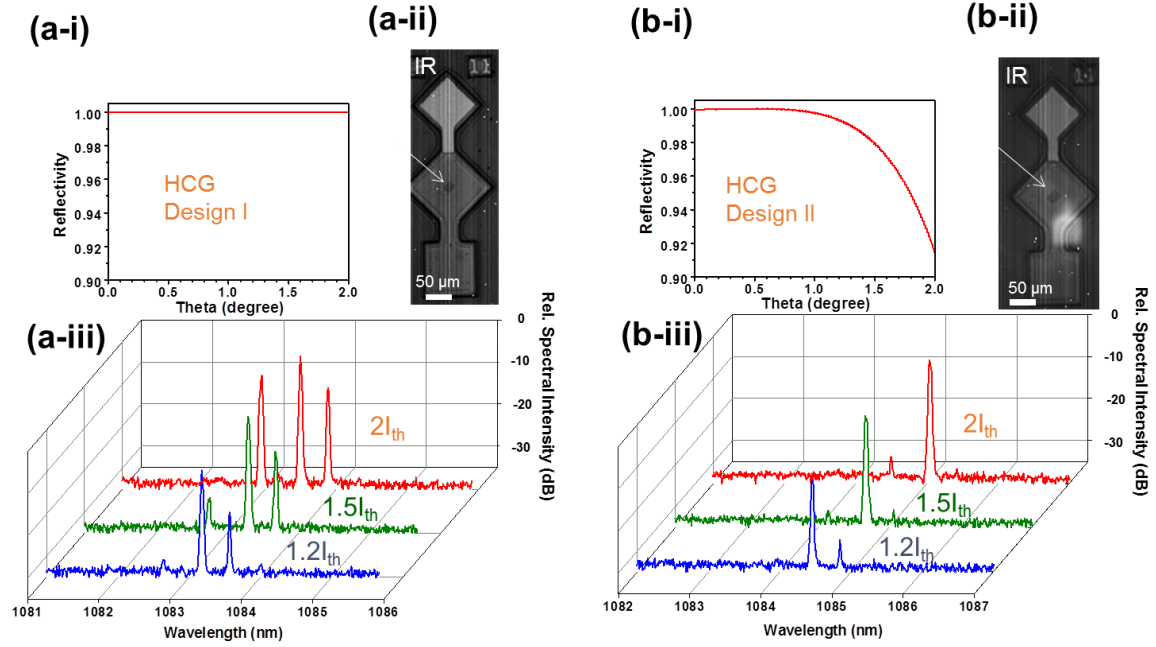 (a-i)
(a-ii)
(b-i)
(b-ii)
IR
IR
Reflectivity
1.00
0.98
0.96
0.94
0.92
0.90
HCG
Design I
0.0
0.5
1.0
1.5
2.0
Theta (degree)
50 µm
Reflectivity
1.00
0.98
0.96
0.94
0.92
0.90
HCG
Design II
0.0
0.5
1.0
1.5
2.0
Theta (degree)
50 µm
(a-iii)
0
-10
-20
-30
Rel. Spectral Intensity (dB)
2Ith
1.5Ith
1.2Ith
1081
1082
1083
1084
1085
1086
Wavelength (nm)
(b-iii)
0
-10
-20
-30
Rel. Spectral Intensity (dB)
2Ith
1.5Ith
1.2Ith
1082
1083
1084
1085
1086
1087
Wavelength (nm)